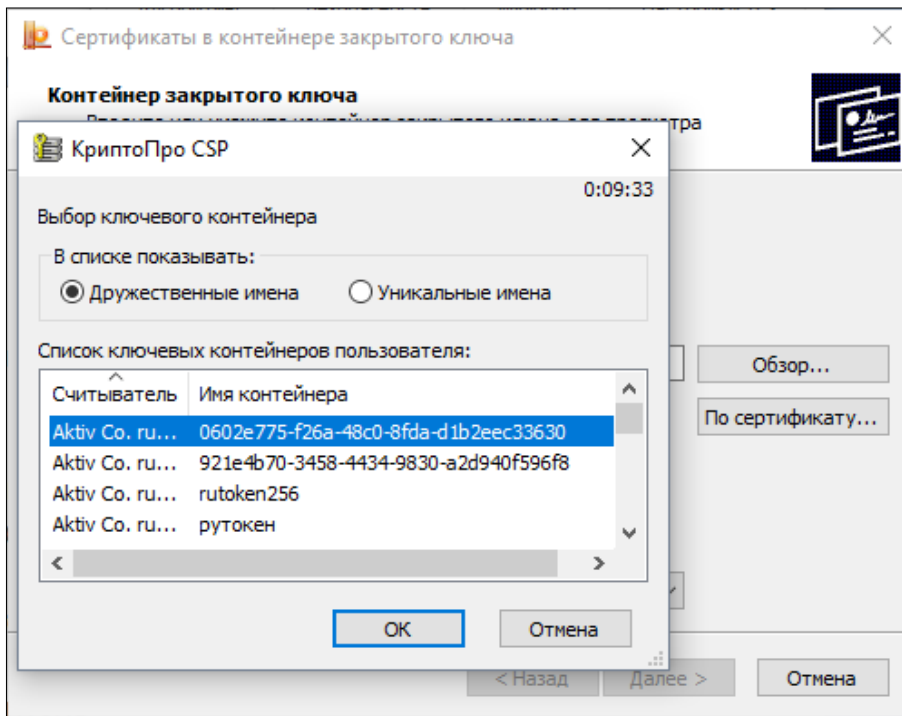 Сертификаты в контейнере закрытого ключа
Контейнер закрытого ключа
тра
КриптоПро CSP
0:09:33
Выбор ключевого контейнера
В списке показывать:
Дружественные имена Уникальные имена
Список ключевых контейнеров пользователя:
Обзор...
Считыватель Имя контейнера
По сертификату...
Aktiv Co. ru... 0602e775-f26a-48c0-8fda-d1b2eec33630
Aktiv Co. ru... 921e4b70-3458-4434-9830-a2d940f596f8
Aktiv Co. ru... rutoken256
Aktiv Co. ru... рутокен
OK Отмена
< Назад Далее > Отмена